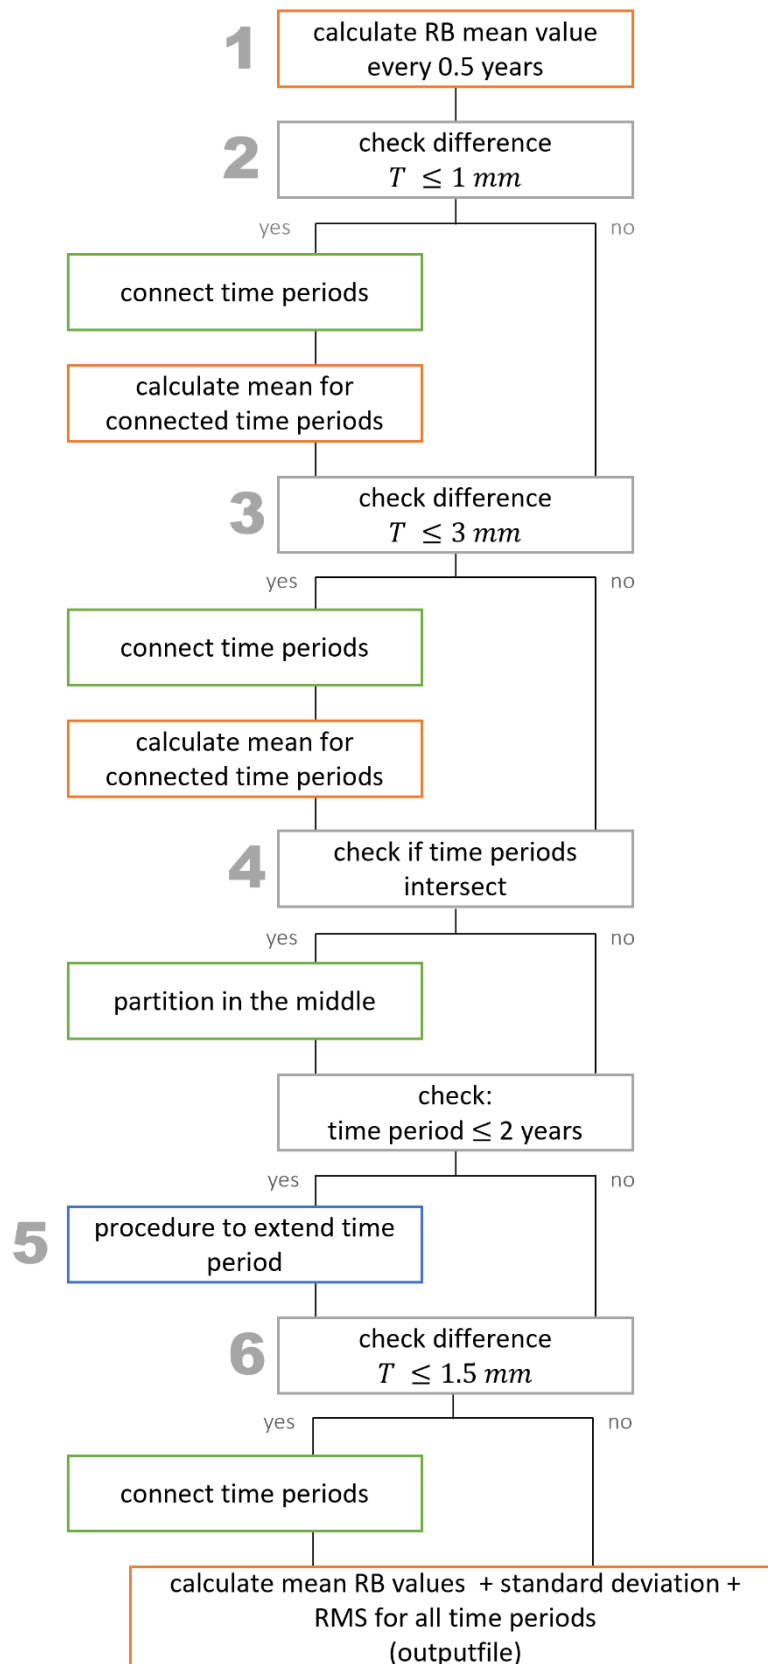 1
calculate RB mean value
every 0.5 years
2
check difference
T ≤ 1 mm
yes
no
connect time periods
calculate mean for
connected time periods
3
check difference
T ≤ 3 mm
yes
no
connect time periods
calculate mean for
connected time periods
4
check if time periods
intersect
yes
no
partition in the middle
check:
time period ≤ 2 years
yes
no
5
procedure to extend time
period
6
check difference
T ≤ 1.5 mm
yes
no
connect time periods
calculate mean RB values + standard deviation +
RMS for all time periods
(outputfile)